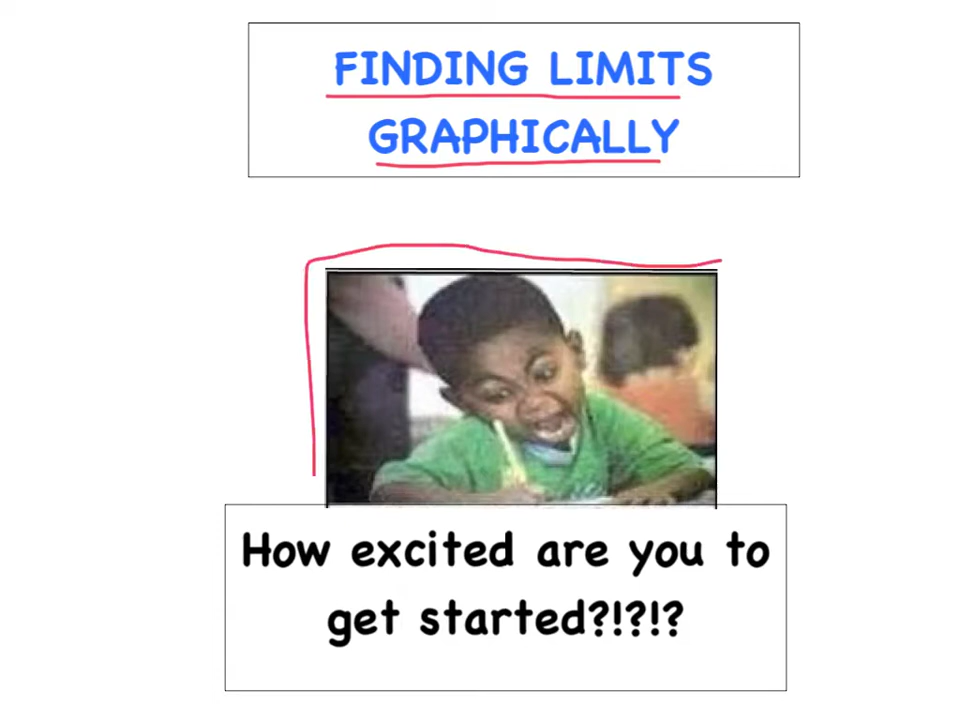 FINDING LIMITS
GRAPHICALLY
How excited are you to
get started?!?!?